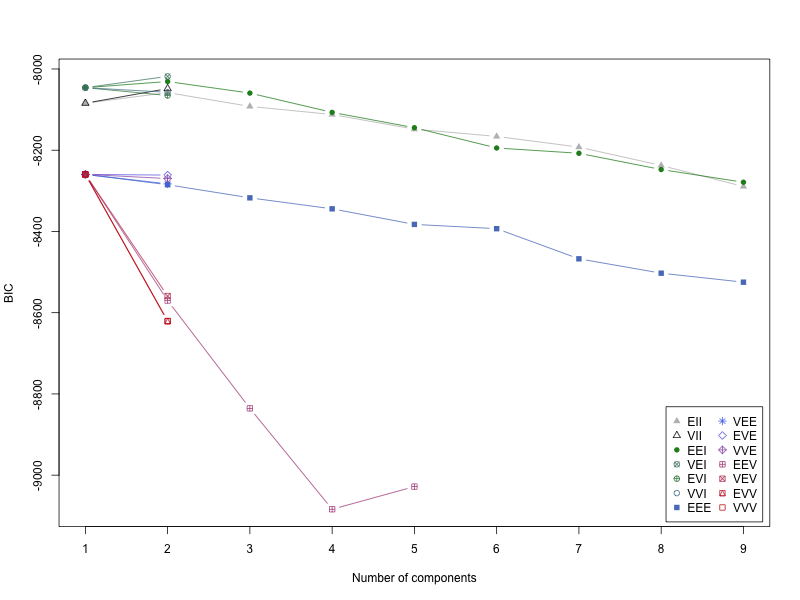 -8000
-8200
-8400
-8600
-8800
-9000
BIC
EII VEE
VII EVE
EEI VVE
VEI EEV
EVI VEV
VVI EVV
EEE VVV
1 2 3 4 5 6 7 8 9
Number of components